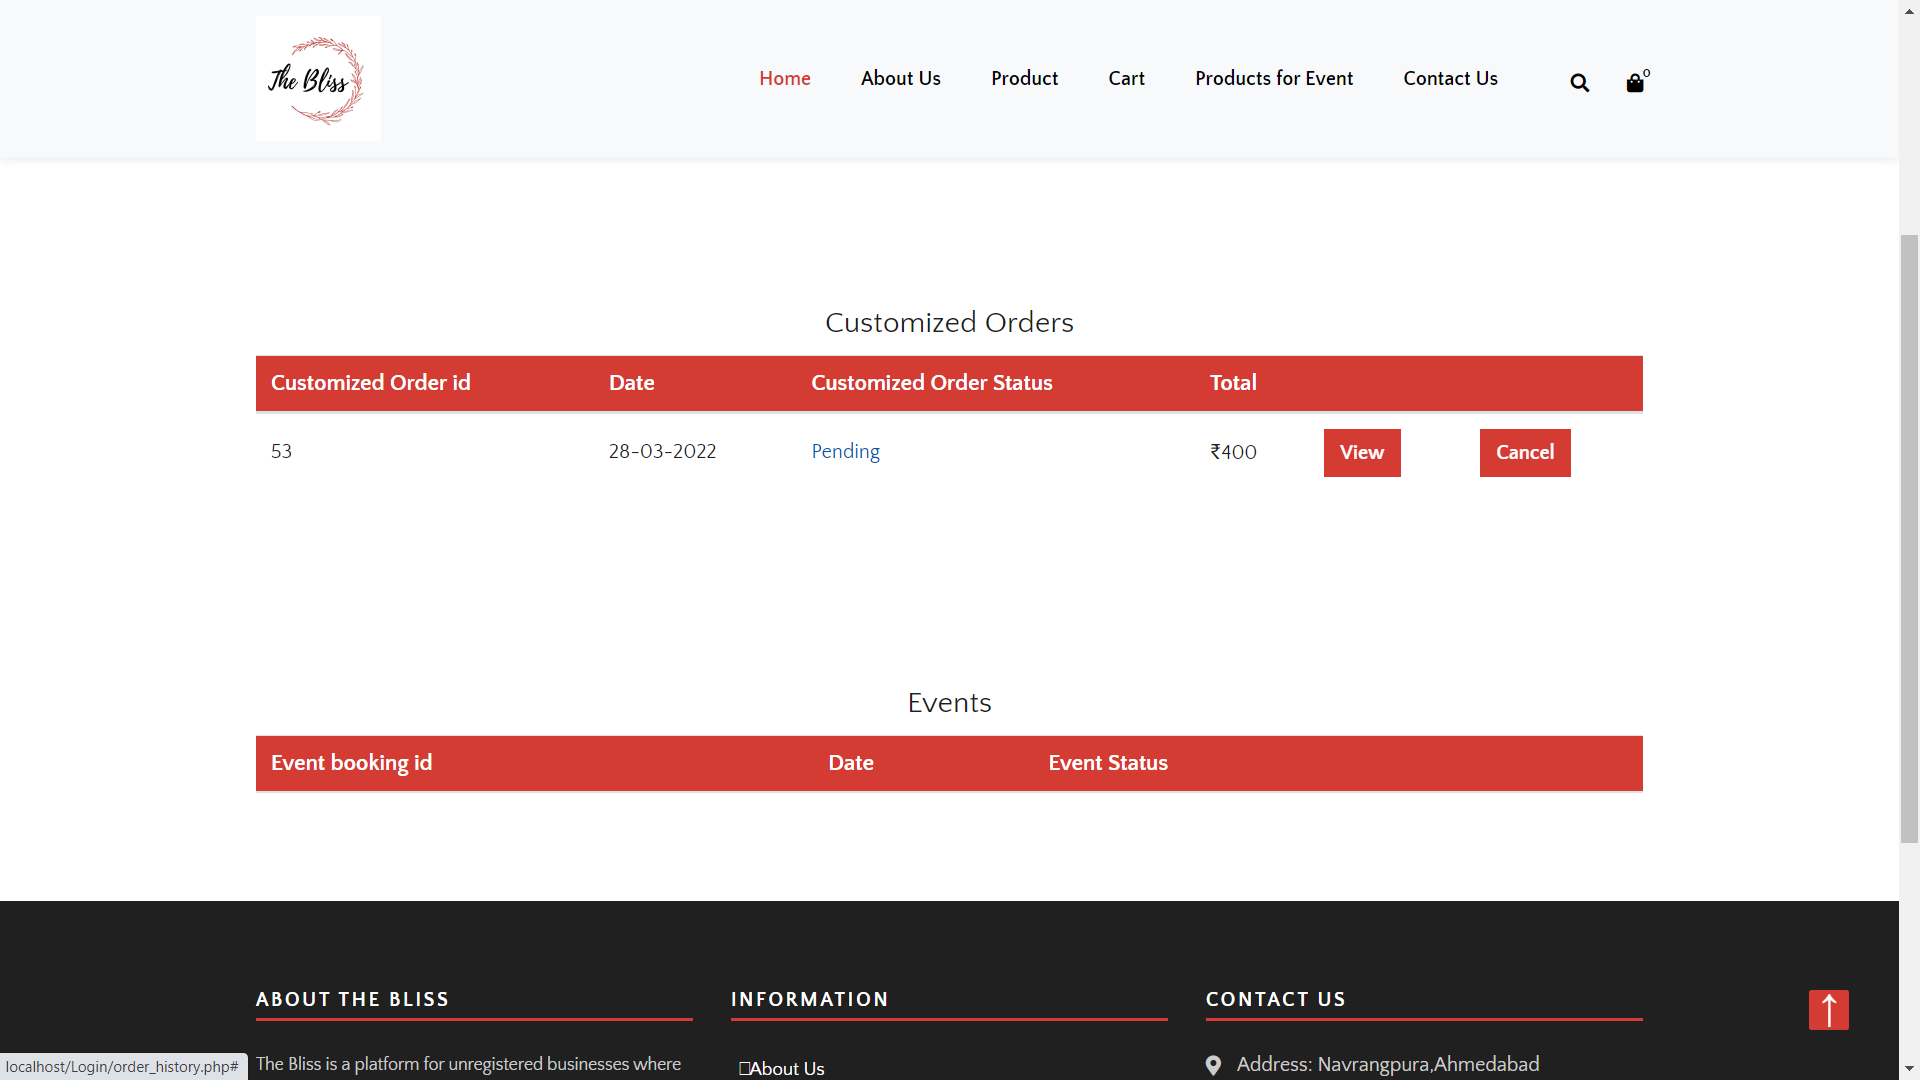 The Bliss
Home About Us Product Cart Products for Event Contact Us 0
Customized Orders
Customized Order id Date Customized Order Status Total
53 28-03-2022 Pending ₹400 View Cancel
Events
Event booking id Date Event Status
ABOUT THE BLISS INFORMATION CONTACT US
The Bliss is a platform for unregistered businesses where About Us Address: Navrangpura,Ahmedabad
localhost/Login/order_history.php#